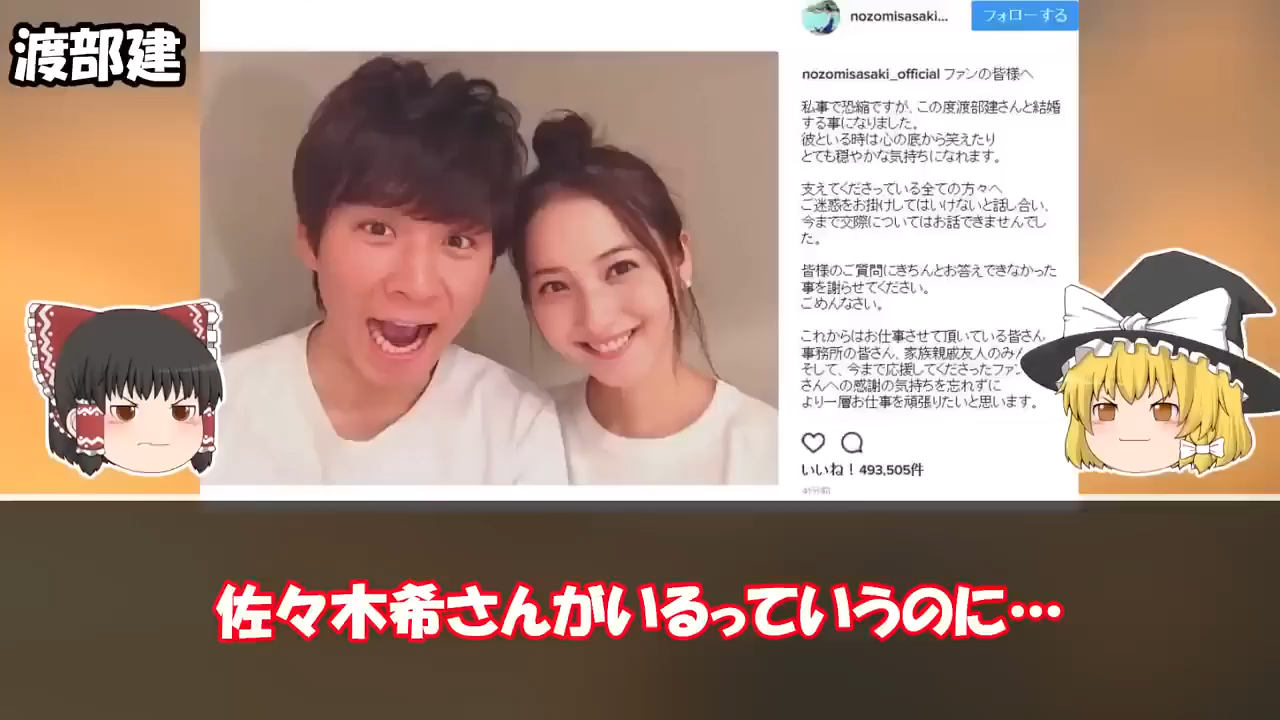 渡部建
nozomisasaki...
フォローする
nozomisasaki_official ファンの皆様へ
私事で恐縮ですが、この度渡部建さんと結婚
する事になりました。
彼といる時は心の底から笑えたり
とても穏やかな気持ちになれます。
支えてくださっている全ての方々へ
ご迷惑をお掛けしてはいけないと話し合い、
今まで交際についてはお話できませんでし
た。
皆様のご質問にきちんとお答えできなかった
事を謝らせてください。
ごめんなさい。
これからはお仕事させて頂いている皆さん
事務所の皆さん、家族親戚友人のみん
そして、今まで応援してくださったファン
さんへの感謝の気持ちを忘れずに
より一層お仕事を頑張りたいと思います。
いいね！493,505件
佐々木希さんがいるっていうのに…